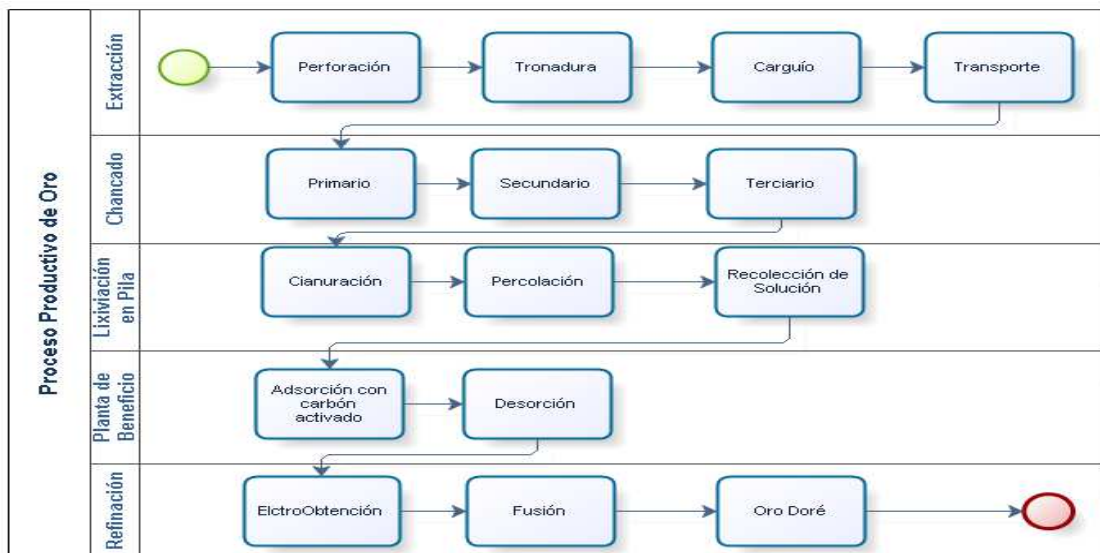 Proceso Productivo de Oro
Extracción
Perforación
Tronadura
Carguío
Transporte
Chancado
Primario
Secundario
Terciario
Lixiviación
en Pila
Cianuración
Percolación
Recolección de
Solución
Planta de
Beneficio
Adsorción con
carbón
activado
Desorción
Refinación
ElctroObtención
Fusión
Oro Doré